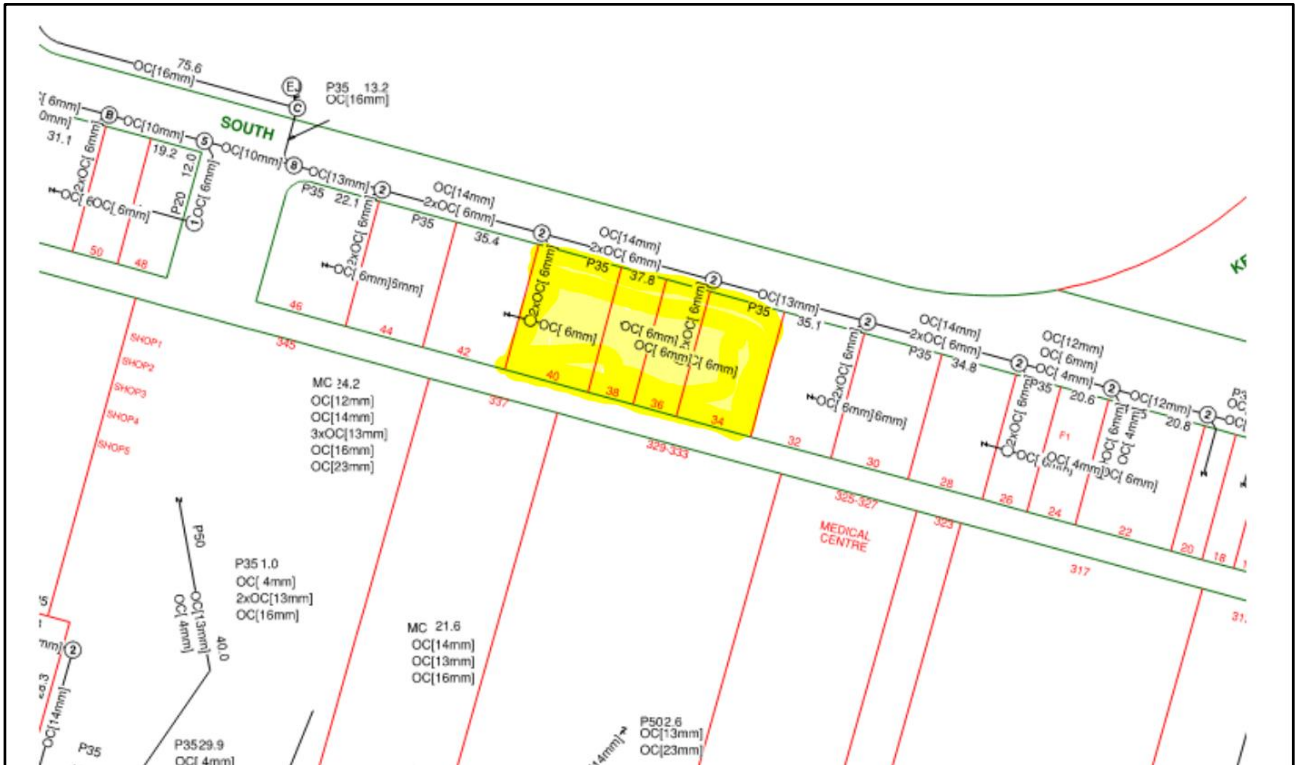 75.6
OC[16mm]
EJ
P35 13.2
OC[16mm]
C
SOUTH
6mm]
B
OC[10mm]
5
OC[10mm]
8
OC[13mm]
2
31.1
2xOC[ 6mm]
19.2
12.0
P20
OC[ 6mm]
1
OC[ 6mm]
50
48
P35
22.1
OC[14mm]
2xOC[ 6mm]
P35
35.4
2
2xOC[ 6mm]
OC[ 6mm]
46
44
42
OC[14mm]
2xOC[ 6mm]
P35
37.8
2
2xOC[ 6mm]
OC[ 6mm]
OC[ 6mm]
OC[ 6mm]
40
38
36
34
OC[13mm]
P35
35.1
2
2xOC[ 6mm]
OC[ 6mm]
32
30
28
OC[14mm]
2xOC[ 6mm]
P35
34.8
2
2xOC[ 6mm]
OC[12mm]
OC[ 6mm]
OC[ 4mm]
P35
20.6
2
F1
OC[ 6mm]
OC[ 4mm]
OC[ 4mm]
OC[ 6mm]
OC[12mm]
20.8
2
26
24
22
20
18
SHOP1
SHOP2
SHOP3
SHOP4
SHOP5
345
337
329-333
325-327
323
317
MEDICAL
CENTRE
MC 24.2
OC[12mm]
OC[14mm]
3xOC[13mm]
OC[16mm]
OC[23mm]
P50
OC[13mm]
OC[ 4mm]
40.0
P35 1.0
OC[ 4mm]
2xOC[13mm]
OC[16mm]
MC 21.6
OC[14mm]
OC[13mm]
OC[16mm]
2
OC[14mm]
P35
P35 29.9
OC[ 4mm]
P50 2.6
OC[13mm]
OC[23mm]